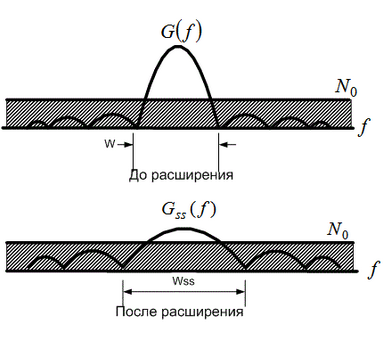 G(f)
N₀
f
W
До расширения
Gss(f)
N₀
f
Wss
После расширения